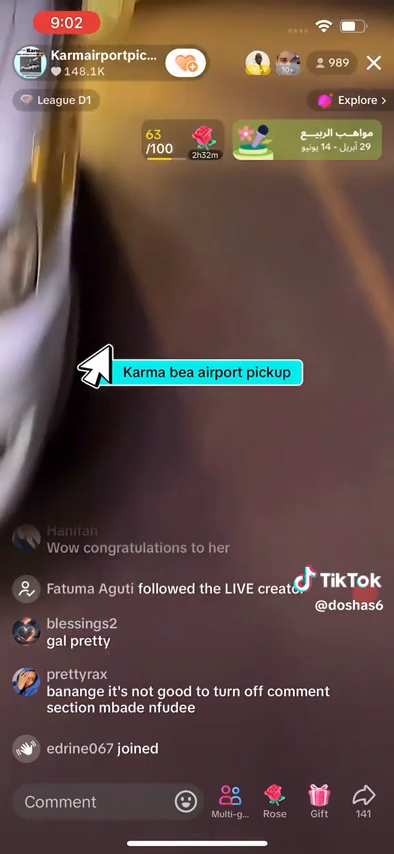 9:02
Karmairportpic...
148.1K
10+
989
League D1
Explore >
63
/100
2h32m
مواهب الربيع
29 أبريل - 14 يونيو
Karma bea airport pickup
Hanifah
Wow congratulations to her
Fatuma Aguti followed the LIVE creator
TikTok
@doshas6
blessings2
gal pretty
prettyrax
banange it's not good to turn off comment
section mbade nfudee
edrine067 joined
Comment
Multi-g...
Rose
Gift
141